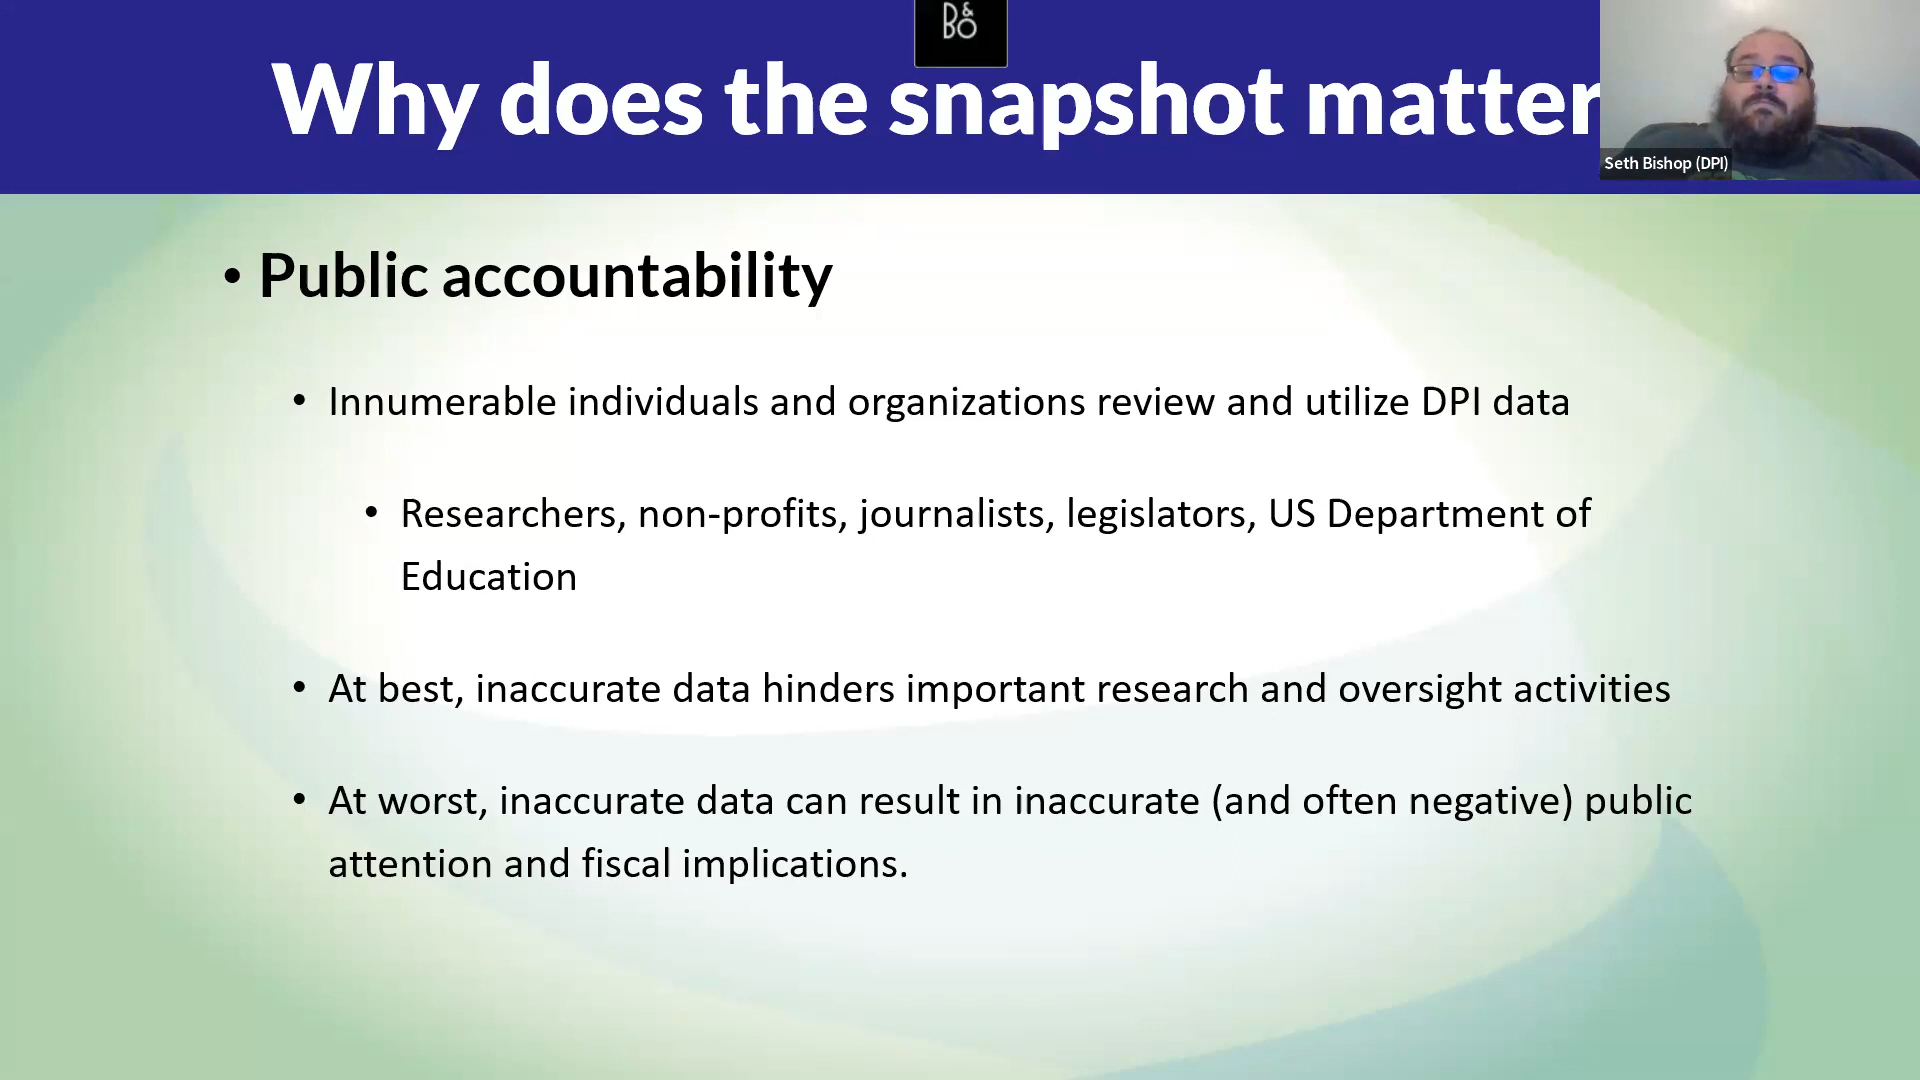 B&O
Why does the snapshot matter
Seth Bishop (DPI)
• Public accountability
• Innumerable individuals and organizations review and utilize DPI data
• Researchers, non-profits, journalists, legislators, US Department of
Education
• At best, inaccurate data hinders important research and oversight activities
• At worst, inaccurate data can result in inaccurate (and often negative) public
attention and fiscal implications.